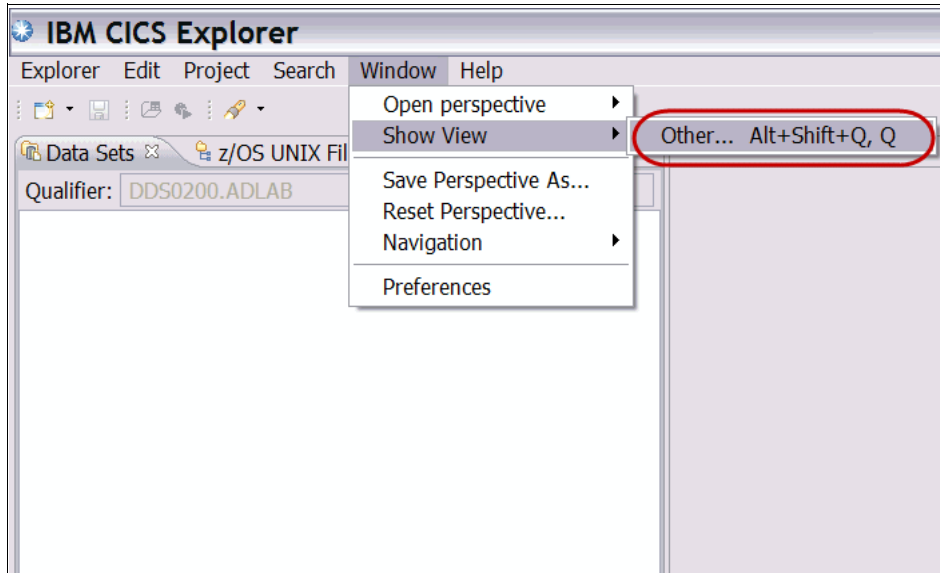 IBM CICS Explorer
Explorer Edit Project Search Window Help
Open perspective
Show View
Other... Alt+Shift+Q, Q
Data Sets z/OS UNIX Fil
Save Perspective As...
Qualifier: DDS0200.ADLAB
Reset Perspective...
Navigation
Preferences